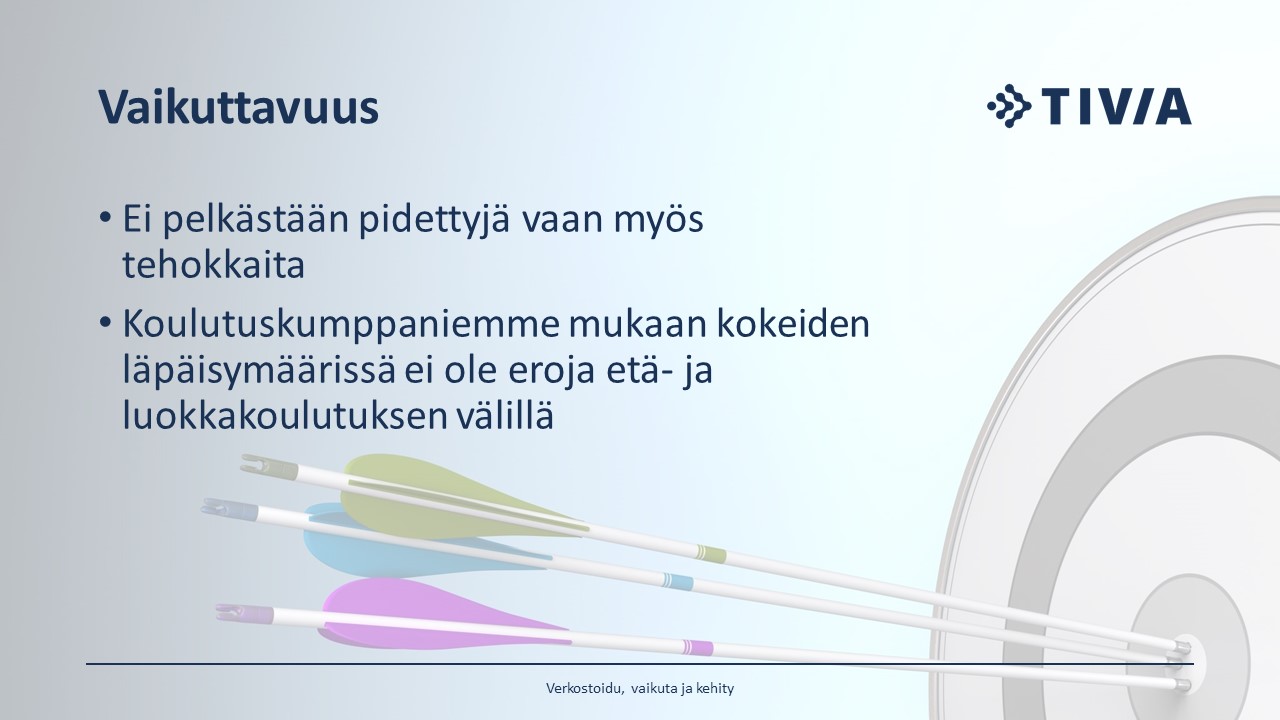 Vaikuttavuus
TIVIA
• Ei pelkästään pidettyjä vaan myös
tehokkaita
• Koulutuskumppaniemme mukaan kokeiden
läpäisymäärissä ei ole eroja etä- ja
luokkakoulutuksen välillä
Verkostoidu, vaikuta ja kehity